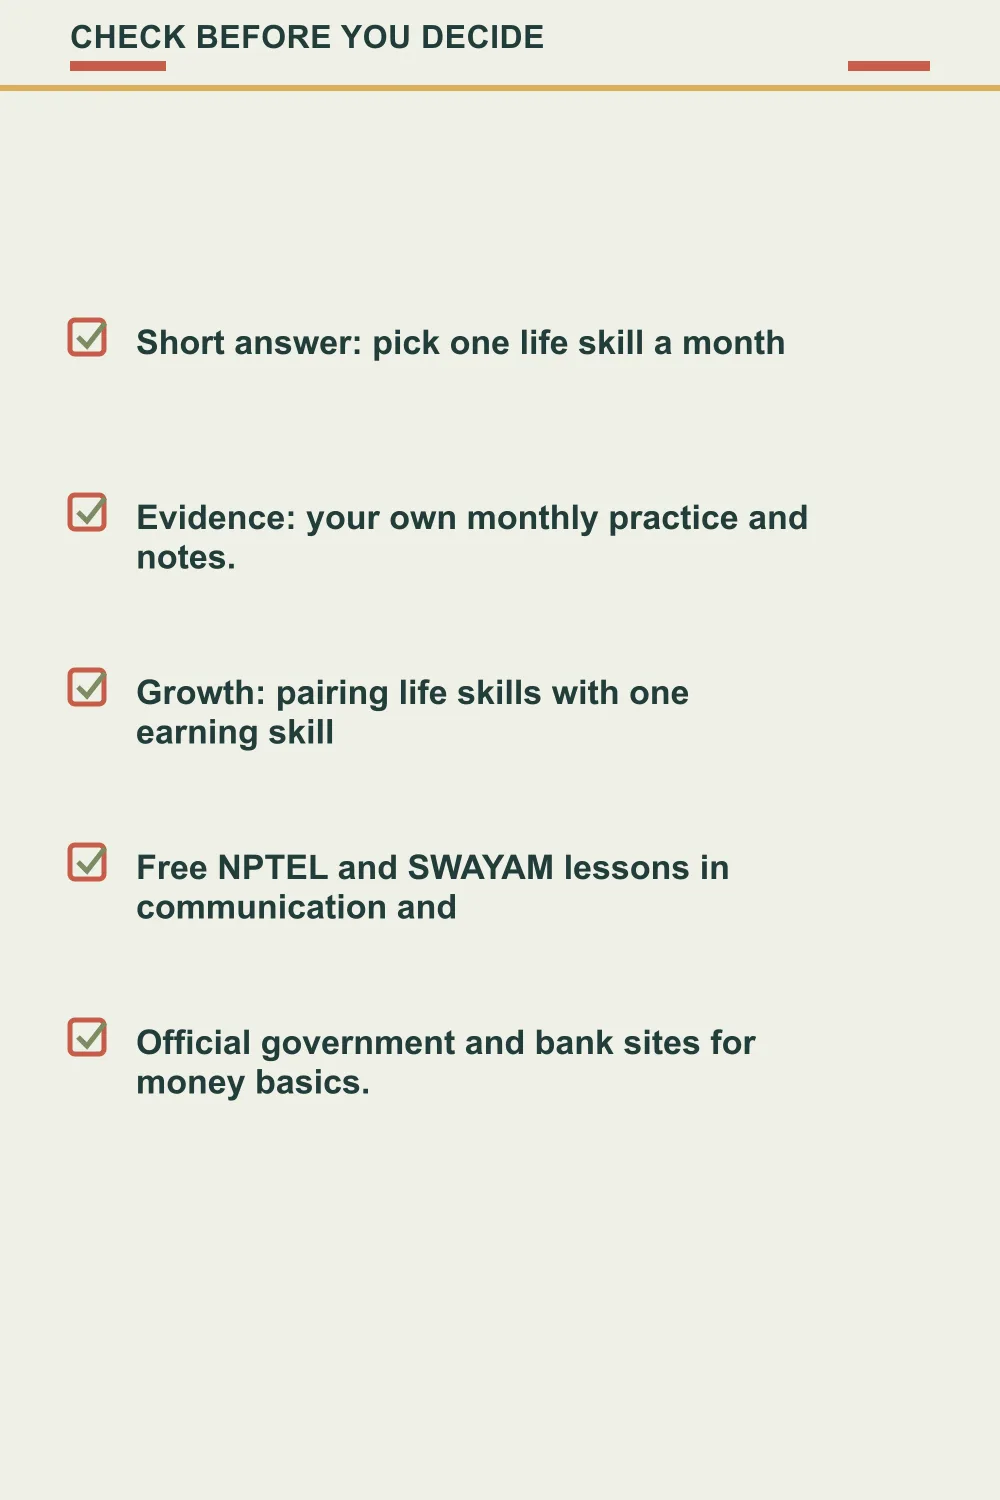 CHECK BEFORE YOU DECIDE
Short answer: pick one life skill a month
Evidence: your own monthly practice and
notes.
Growth: pairing life skills with one
earning skill
Free NPTEL and SWAYAM lessons in
communication and
Official government and bank sites for
money basics.